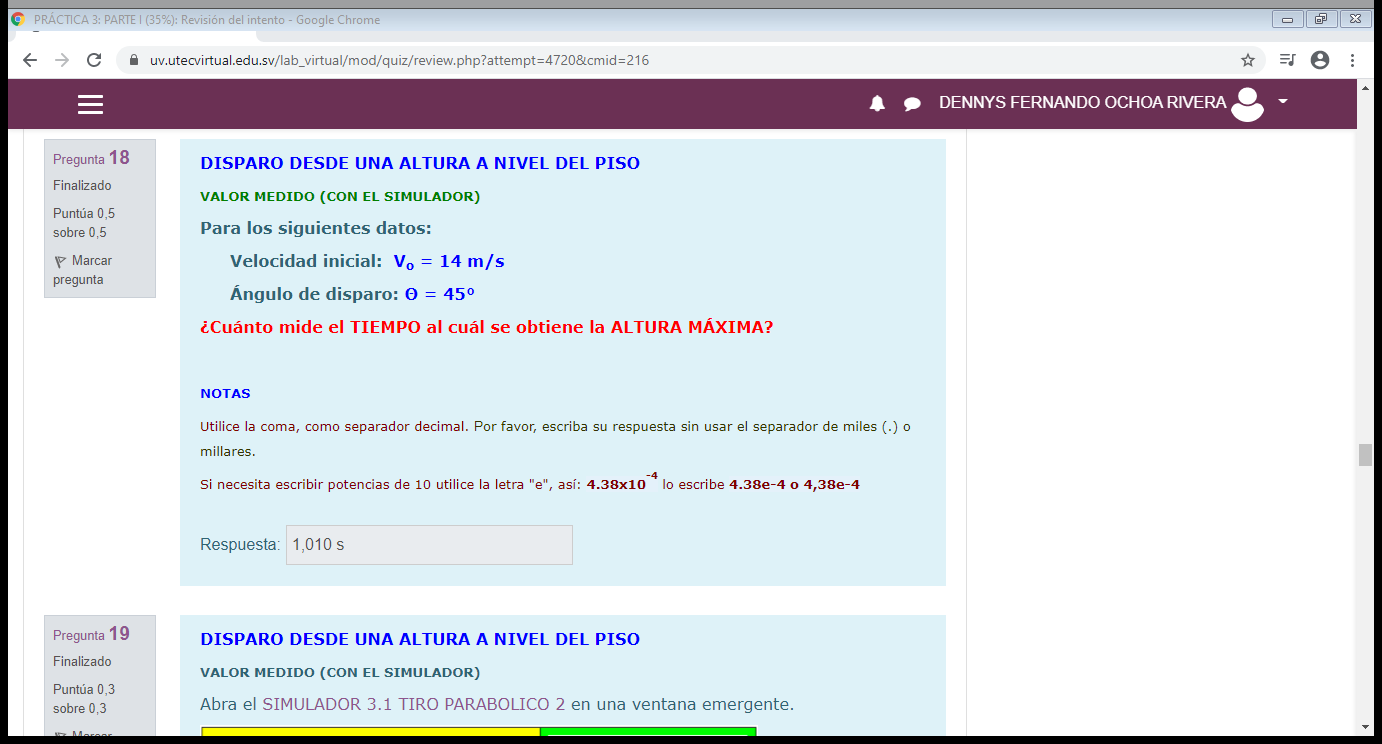 PRÁCTICA 3: PARTE I (35%): Revisión del intento - Google Chrome
uv.utecvirtual.edu.sv/lab_virtual/mod/quiz/review.php?attempt=4720&cmid=216
DENNYS FERNANDO OCHOA RIVERA
Pregunta 18
Finalizado
Puntúa 0,5
sobre 0,5
Marcar
pregunta
DISPARO DESDE UNA ALTURA A NIVEL DEL PISO
VALOR MEDIDO (CON EL SIMULADOR)
Para los siguientes datos:
Velocidad inicial: Vo = 14 m/s
Ángulo de disparo: Θ = 45º
¿Cuánto mide el TIEMPO al cuál se obtiene la ALTURA MÁXIMA?
NOTAS
Utilice la coma, como separador decimal. Por favor, escriba su respuesta sin usar el separador de miles (.) o
millares.
Si necesita escribir potencias de 10 utilice la letra "e", así: 4.38x10-4 lo escribe 4.38e-4 o 4,38e-4
Respuesta: 1,010 s
Pregunta 19
Finalizado
Puntúa 0,3
sobre 0,3
Marcar
DISPARO DESDE UNA ALTURA A NIVEL DEL PISO
VALOR MEDIDO (CON EL SIMULADOR)
Abra el SIMULADOR 3.1 TIRO PARABOLICO 2 en una ventana emergente.